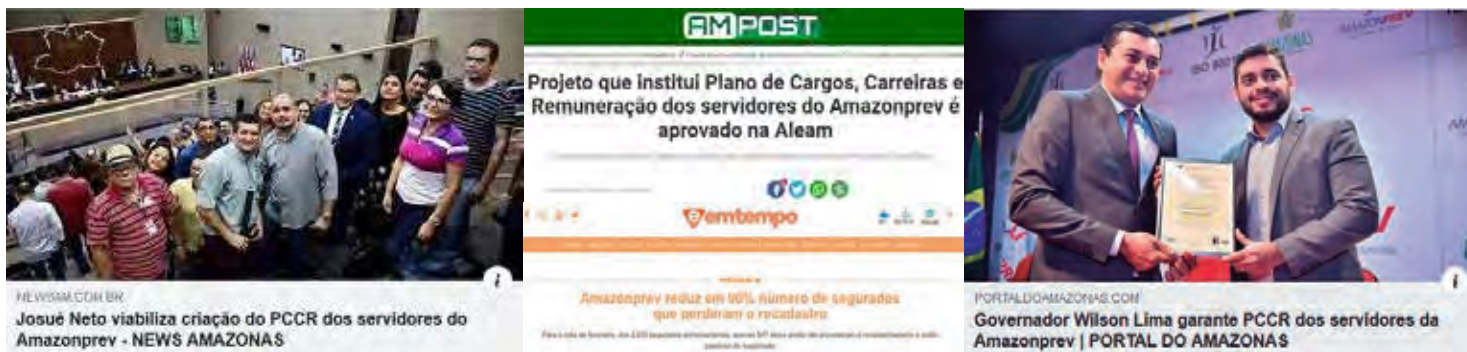 NEWSAM.COM.BR
Josué Neto viabiliza criação do PCCR dos servidores do
Amazonprev - NEWS AMAZONAS
AMPOST
Projeto que institui Plano de Cargos, Carreiras e
Remuneração dos servidores do Amazonprev é
aprovado na Aleam
emtempo
Amazonprev reduz em 90% número de segurados
que perderam o recadastro
ISO
PORTALDOAMAZONAS.COM
Governador Wilson Lima garante PCCR dos servidores da
Amazonprev | PORTAL DO AMAZONAS